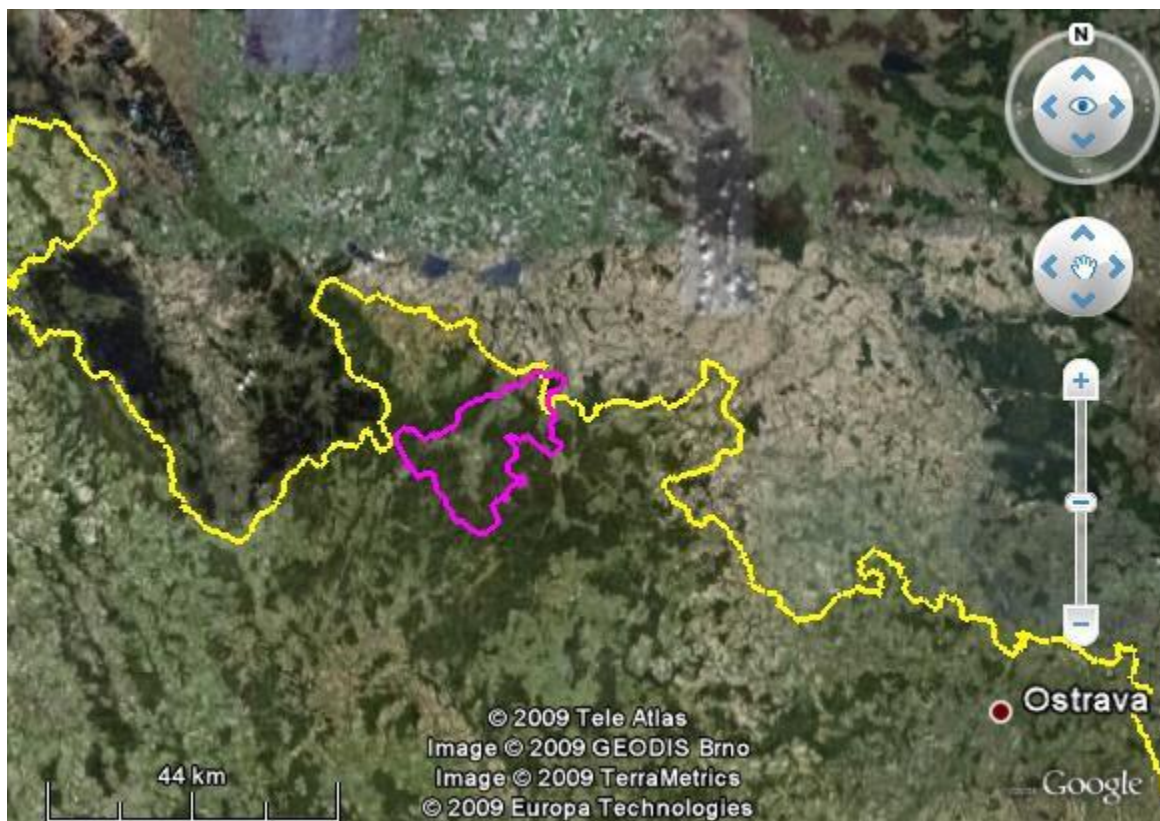 N
Ostrava
© 2009 Tele Atlas
Image © 2009 GEODIS Brno
Image © 2009 TerraMetrics
© 2009 Europa Technologies
44 km
Google